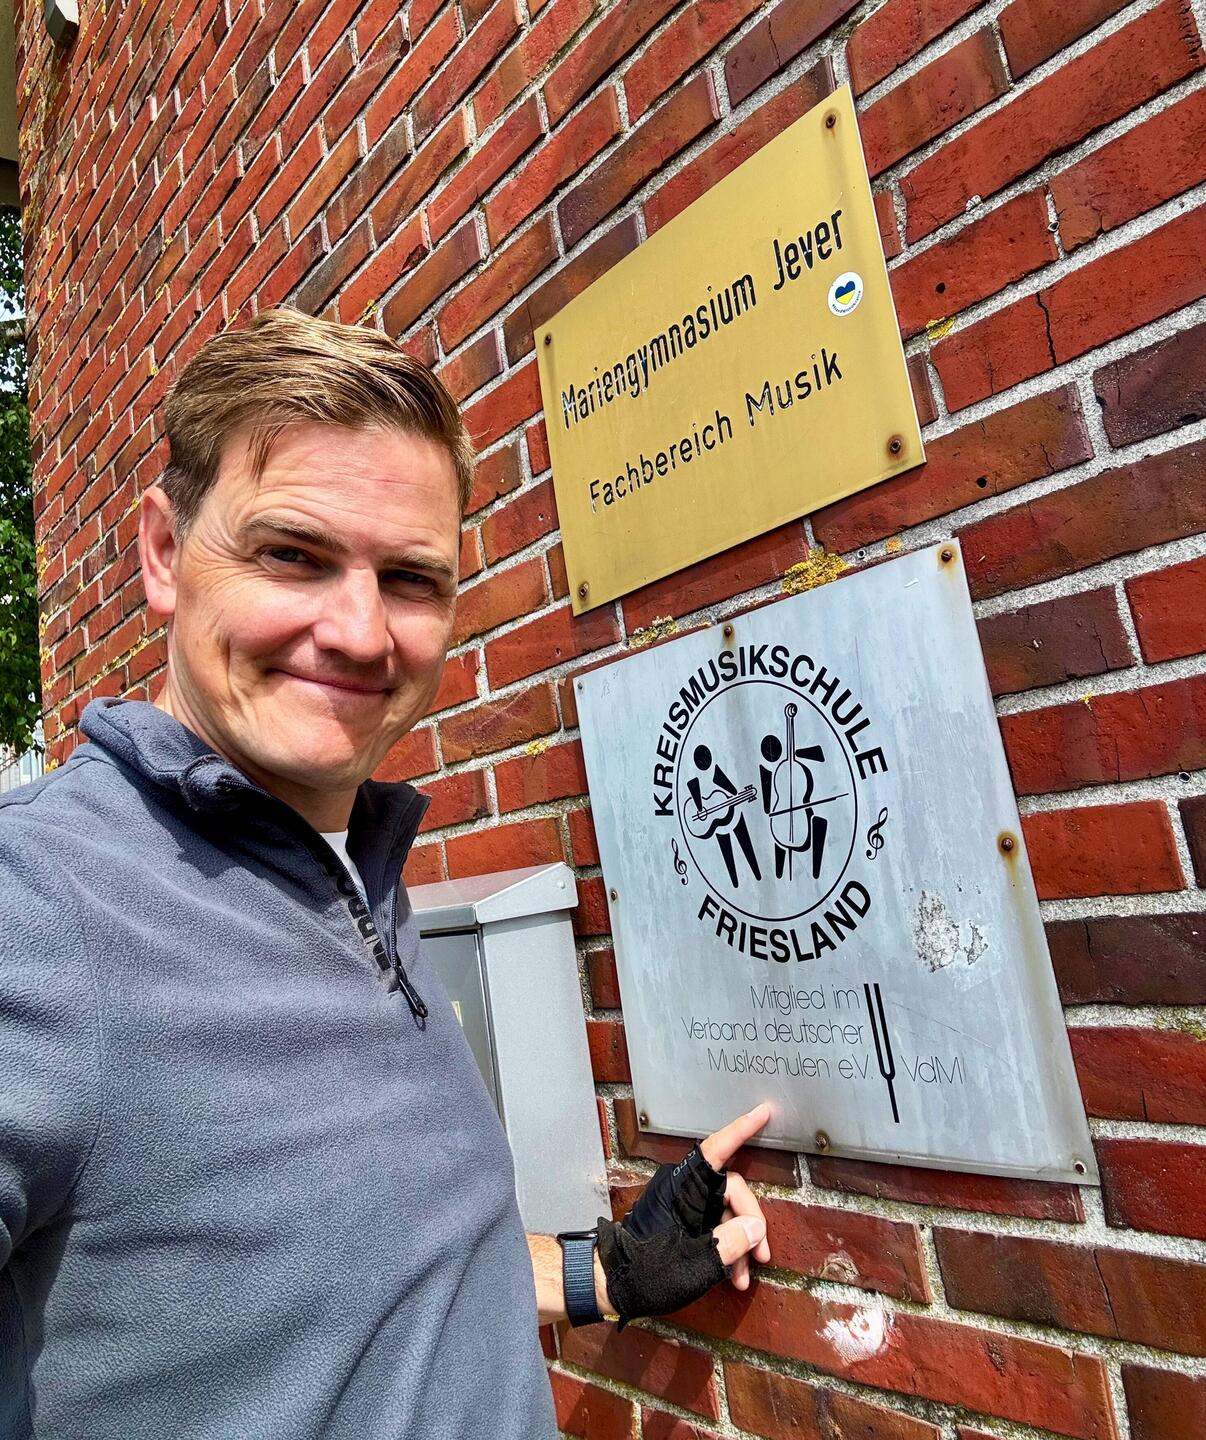 Mariengymnasium Jever
Fachbereich Musik
KREISMUSIKSCHULE
FRIESLAND
Mitglied im
Verband deutscher
Musikschulen e.V. VdM